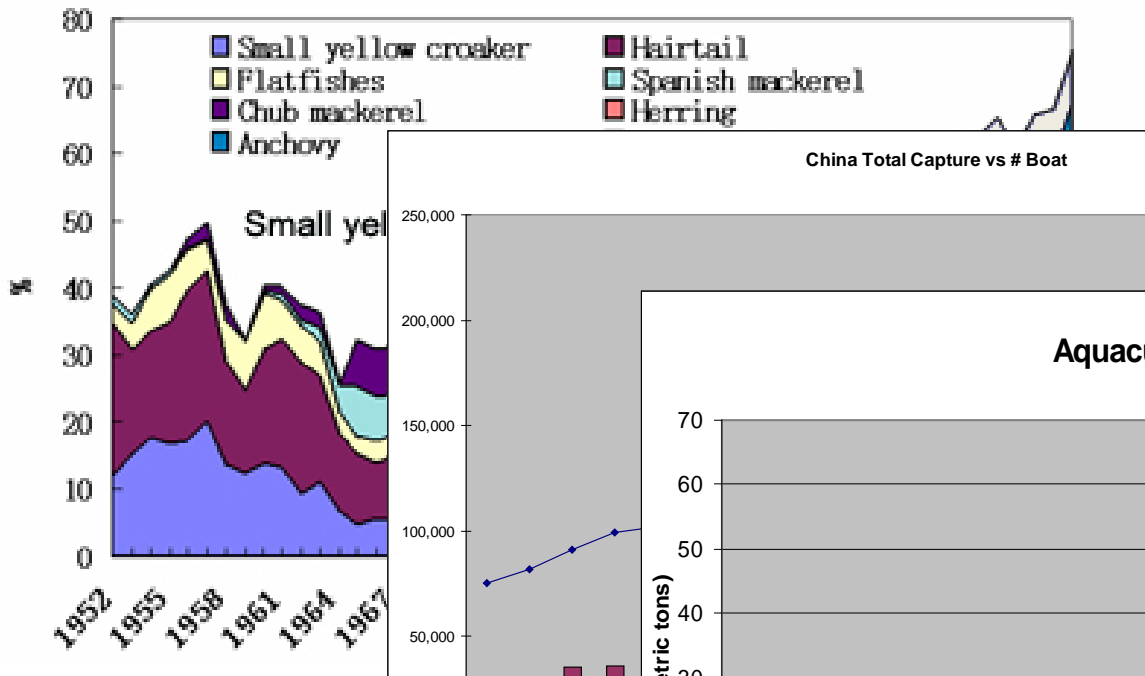 80
70
60
50
40
30
20
10
0
%
Small yellow croaker
Hairtail
Flatfishes
Spanish mackerel
Chub mackerel
Herring
Anchovy
Small yel
1952
1955
1958
1961
1964
1967
China Total Capture vs # Boat
250,000
200,000
150,000
100,000
50,000
Aquacu
70
60
50
40
30
etric tons)